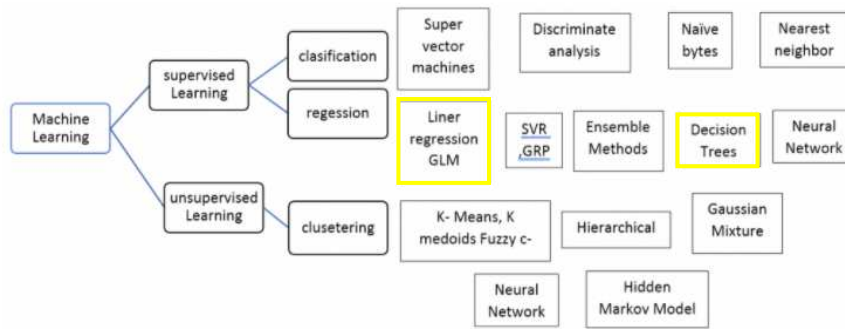 Machine
Learning
supervised
Learning
unsupervised
Learning
clasification
regession
clusetering
Super
vector
machines
Discriminate
analysis
Naïve
bytes
Nearest
neighbor
Liner
regression
GLM
SVR
,GRP
Ensemble
Methods
Decision
Trees
Neural
Network
K- Means, K
medoids Fuzzy c-
Hierarchical
Gaussian
Mixture
Neural
Network
Hidden
Markov Model